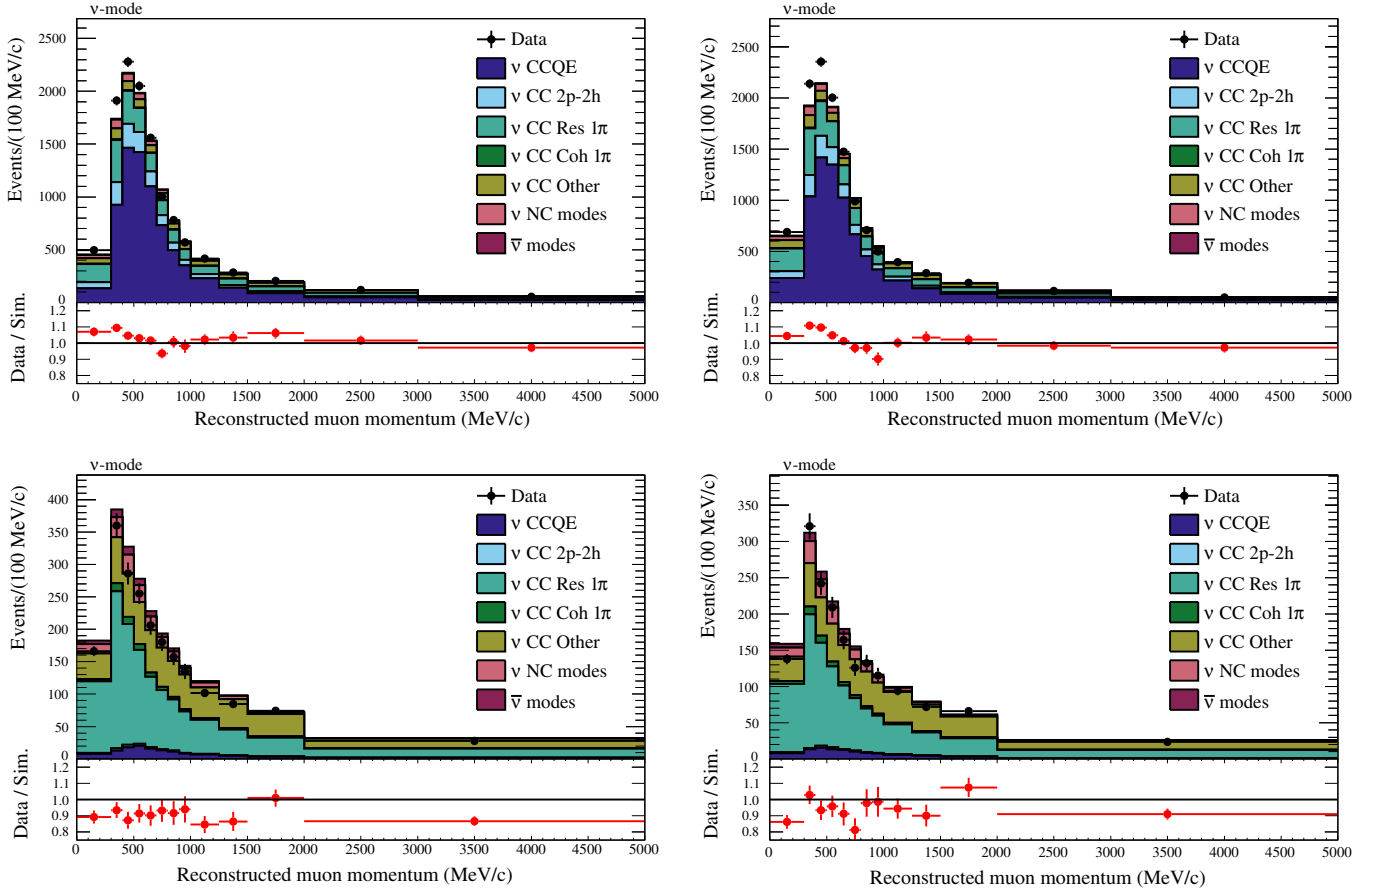 ν-mode
Events/(100 MeV/c)
2500
2000
1500
1000
500
0
Data
ν CCQE
ν CC 2p-2h
ν CC Res 1π
ν CC Coh 1π
ν CC Other
ν NC modes
ν̅ modes
Data / Sim.
1.2
1.1
1.0
0.9
0.8
0 500 1000 1500 2000 2500 3000 3500 4000 4500 5000
Reconstructed muon momentum (MeV/c)
ν-mode
Events/(100 MeV/c)
2500
2000
1500
1000
500
0
Data
ν CCQE
ν CC 2p-2h
ν CC Res 1π
ν CC Coh 1π
ν CC Other
ν NC modes
ν̅ modes
Data / Sim.
1.2
1.1
1.0
0.9
0.8
0 500 1000 1500 2000 2500 3000 3500 4000 4500 5000
Reconstructed muon momentum (MeV/c)
ν-mode
Events/(100 MeV/c)
400
350
300
250
200
150
100
50
0
Data
ν CCQE
ν CC 2p-2h
ν CC Res 1π
ν CC Coh 1π
ν CC Other
ν NC modes
ν̅ modes
Data / Sim.
1.2
1.1
1.0
0.9
0.8
0 500 1000 1500 2000 2500 3000 3500 4000 4500 5000
Reconstructed muon momentum (MeV/c)
ν-mode
Events/(100 MeV/c)
350
300
250
200
150
100
50
0
Data
ν CCQE
ν CC 2p-2h
ν CC Res 1π
ν CC Coh 1π
ν CC Other
ν NC modes
ν̅ modes
Data / Sim.
1.2
1.1
1.0
0.9
0.8
0 500 1000 1500 2000 2500 3000 3500 4000 4500 5000
Reconstructed muon momentum (MeV/c)